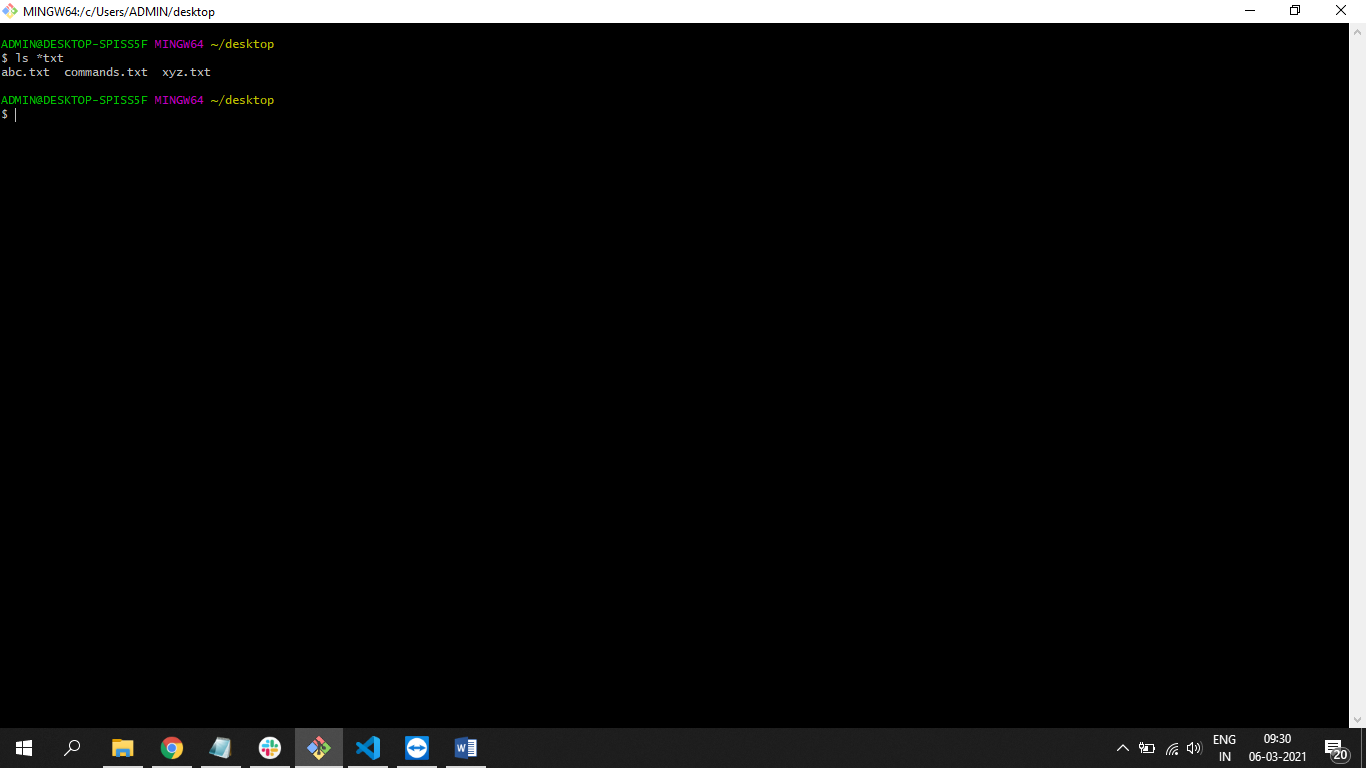 MINGW64:/c/Users/ADMIN/desktop
ADMIN@DESKTOP-SPISS5F MINGW64 ~/desktop
$ ls *txt
abc.txt  commands.txt  xyz.txt
ADMIN@DESKTOP-SPISS5F MINGW64 ~/desktop
$
ENG
IN
09:30
06-03-2021
20